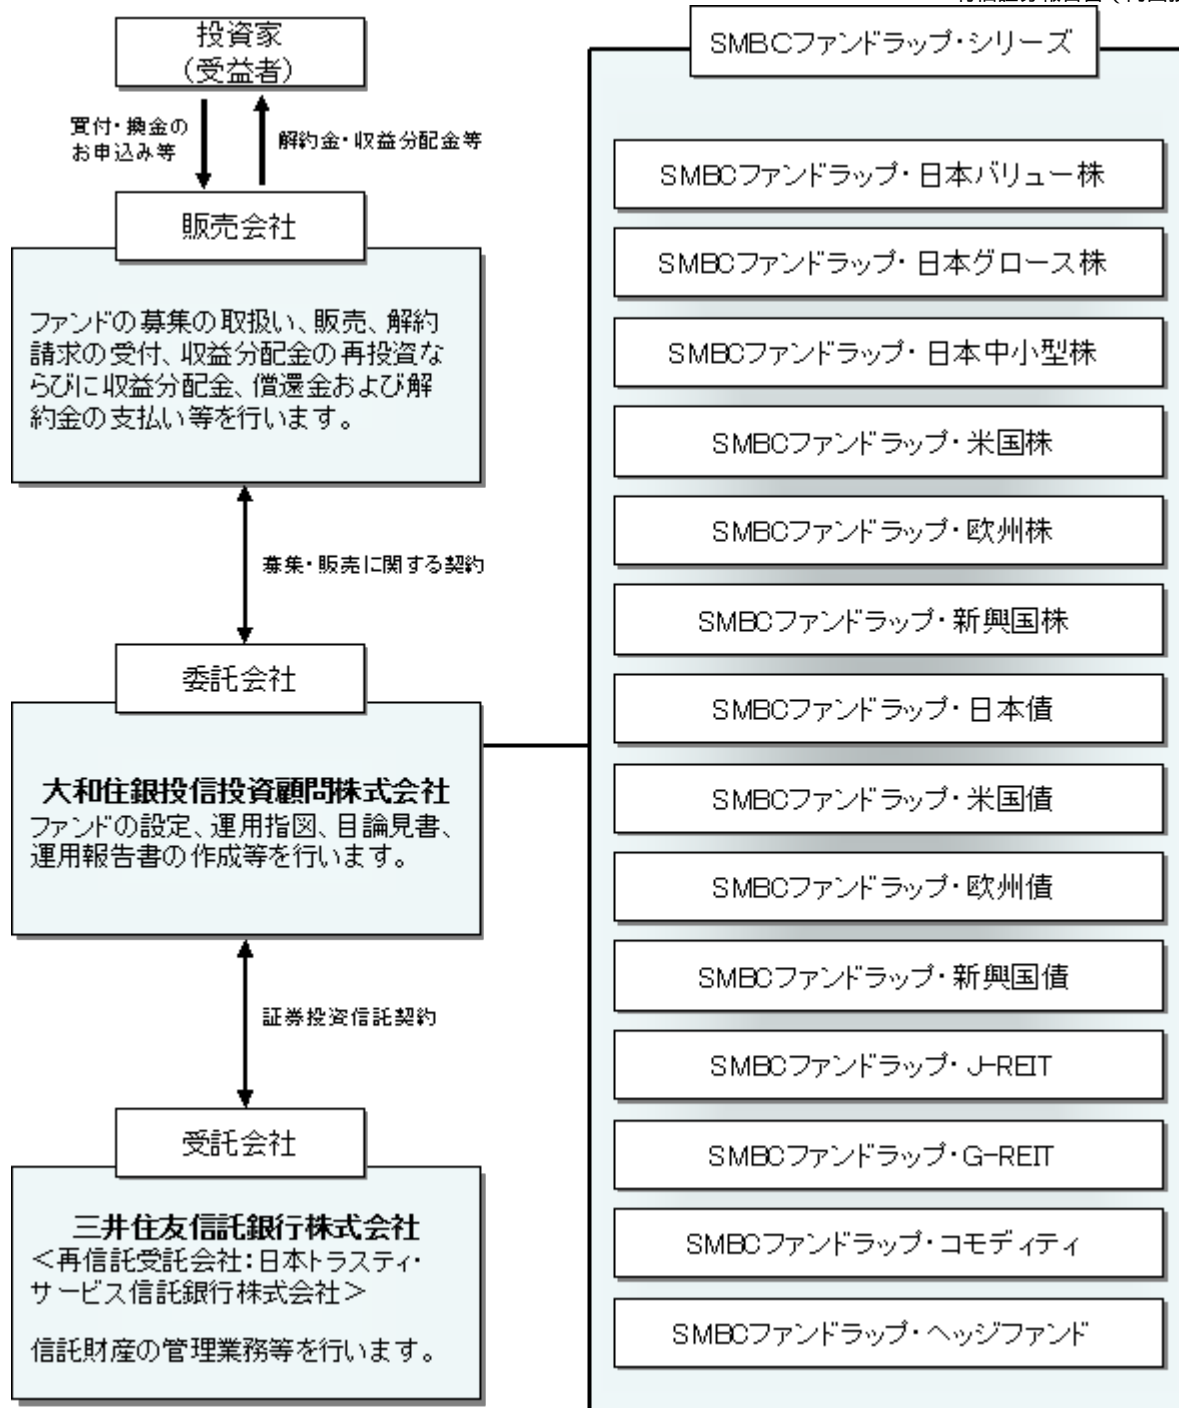 投資家
（受益者）
買付・換金の
お申込み等
解約金・収益分配金等
販売会社
ファンドの募集の取扱い、販売、解約
請求の受付、収益分配金の再投資な
らびに収益分配金、償還金および解
約金の支払い等を行います。
募集・販売に関する契約
委託会社
大和住銀投信投資顧問株式会社
ファンドの設定、運用指図、目論見書、
運用報告書の作成等を行います。
証券投資信託契約
受託会社
三井住友信託銀行株式会社
＜再信託受託会社：日本トラスティ・
サービス信託銀行株式会社＞
信託財産の管理業務等を行います。
SMBCファンドラップ・シリーズ
SMBCファンドラップ・日本バリュー株
SMBCファンドラップ・日本グロース株
SMBCファンドラップ・日本中小型株
SMBCファンドラップ・米国株
SMBCファンドラップ・欧州株
SMBCファンドラップ・新興国株
SMBCファンドラップ・日本債
SMBCファンドラップ・米国債
SMBCファンドラップ・欧州債
SMBCファンドラップ・新興国債
SMBCファンドラップ・J-REIT
SMBCファンドラップ・G-REIT
SMBCファンドラップ・コモディティ
SMBCファンドラップ・ヘッジファンド